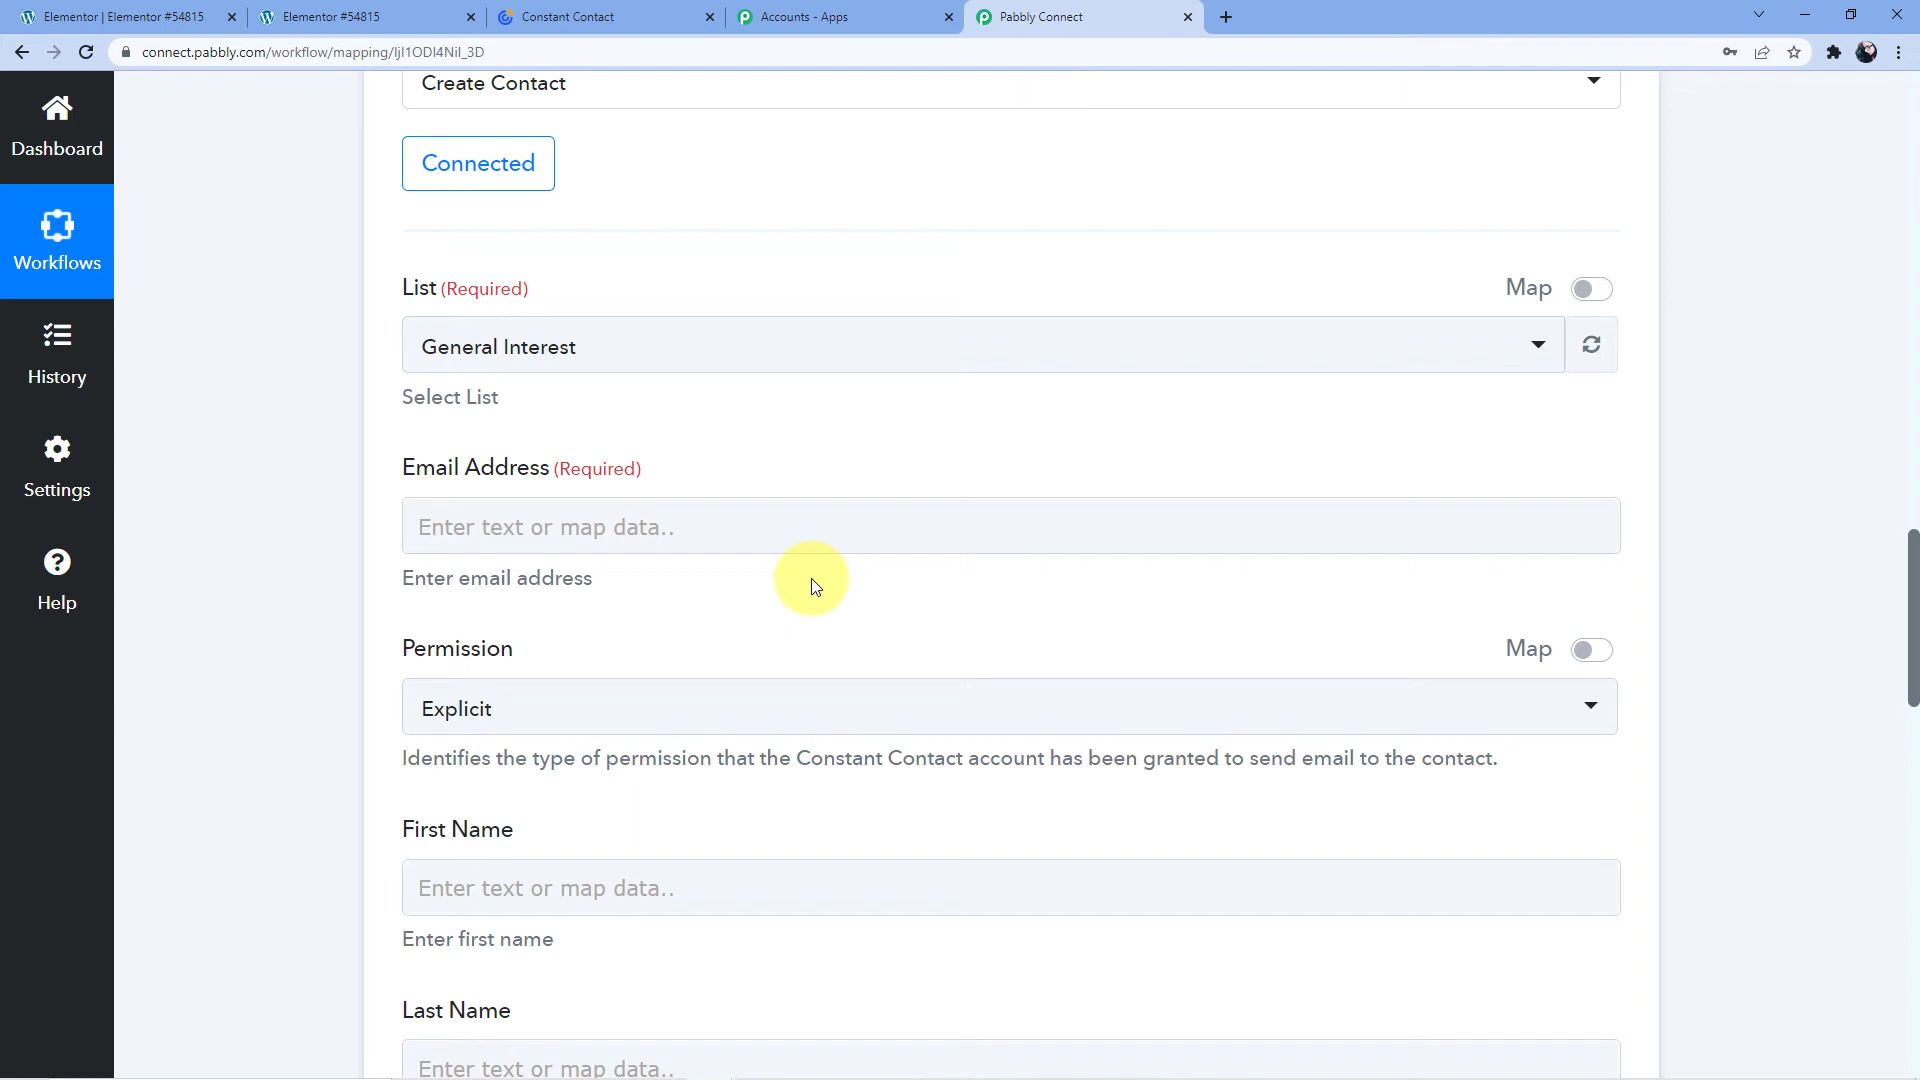 Elementor | Elementor #54815
Elementor #54815
Constant Contact
Accounts - Apps
Pabbly Connect
connect.pabbly.com/workflow/mapping/IjI1ODI4NiI_3D
Create Contact
Dashboard
Connected
Workflows
List (Required)
Map
General Interest
History
Select List
Email Address (Required)
Settings
Enter text or map data..
Enter email address
Help
Permission
Map
Explicit
Identifies the type of permission that the Constant Contact account has been granted to send email to the contact.
First Name
Enter text or map data..
Enter first name
Last Name
Enter text or map data..